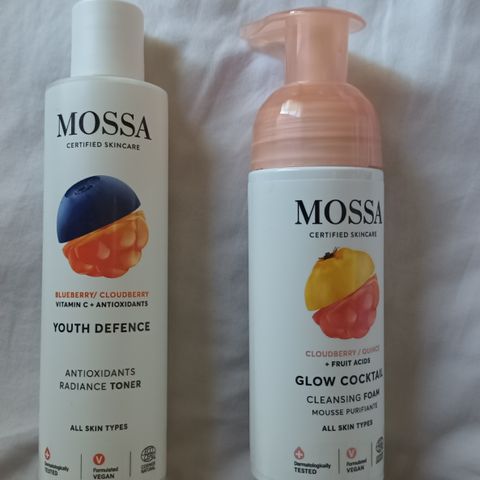 MOSSA
CERTIFIED SKINCARE
BLUEBERRY/ CLOUDBERRY
VITAMIN C + ANTIOXIDANTS
YOUTH DEFENCE
ANTIOXIDANTS
RADIANCE TONER
ALL SKIN TYPES
Dermatologically
TESTED
Formulated
VEGAN
MOSSA
CERTIFIED SKINCARE
CLOUDBERRY / QUINCE
+ FRUIT ACIDS
GLOW COCKTAIL
CLEANSING FOAM
MOUSSE PURIFIANTE
ALL SKIN TYPES
Dermatologically
TESTED
Formulated
VEGAN